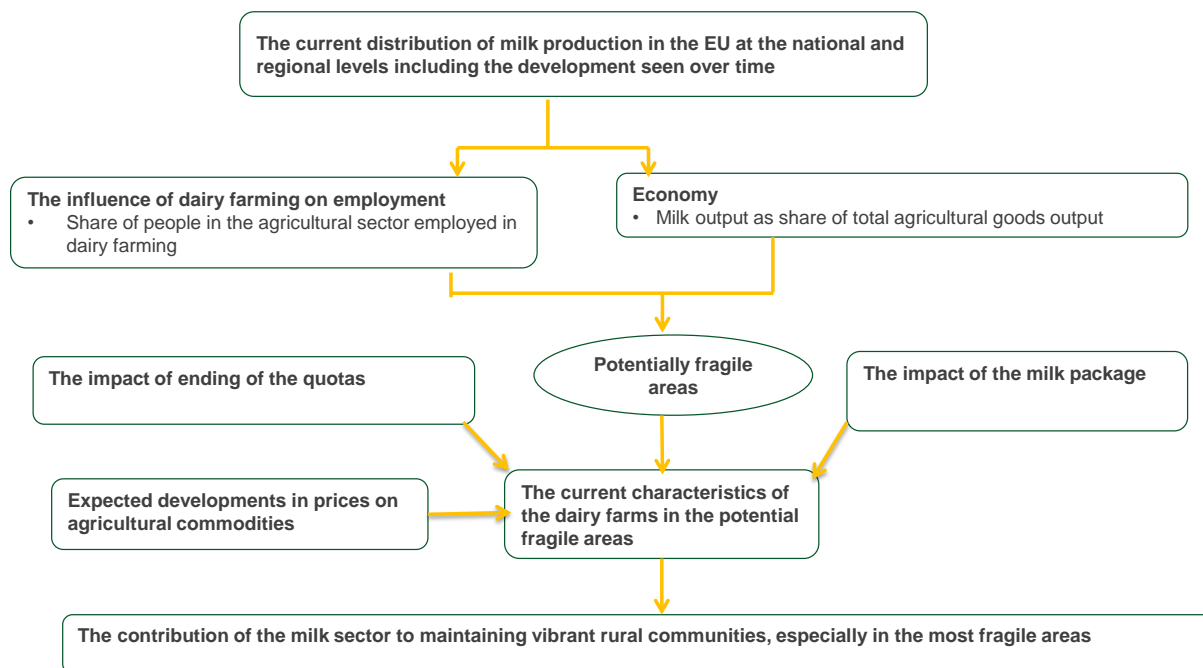 The current distribution of milk production in the EU at the national and
regional levels including the development seen over time
The influence of dairy farming on employment
• Share of people in the agricultural sector employed in
dairy farming
Economy
• Milk output as share of total agricultural goods output
Potentially fragile
areas
The impact of ending of the quotas
The impact of the milk package
Expected developments in prices on
agricultural commodities
The current characteristics of
the dairy farms in the potential
fragile areas
The contribution of the milk sector to maintaining vibrant rural communities, especially in the most fragile areas